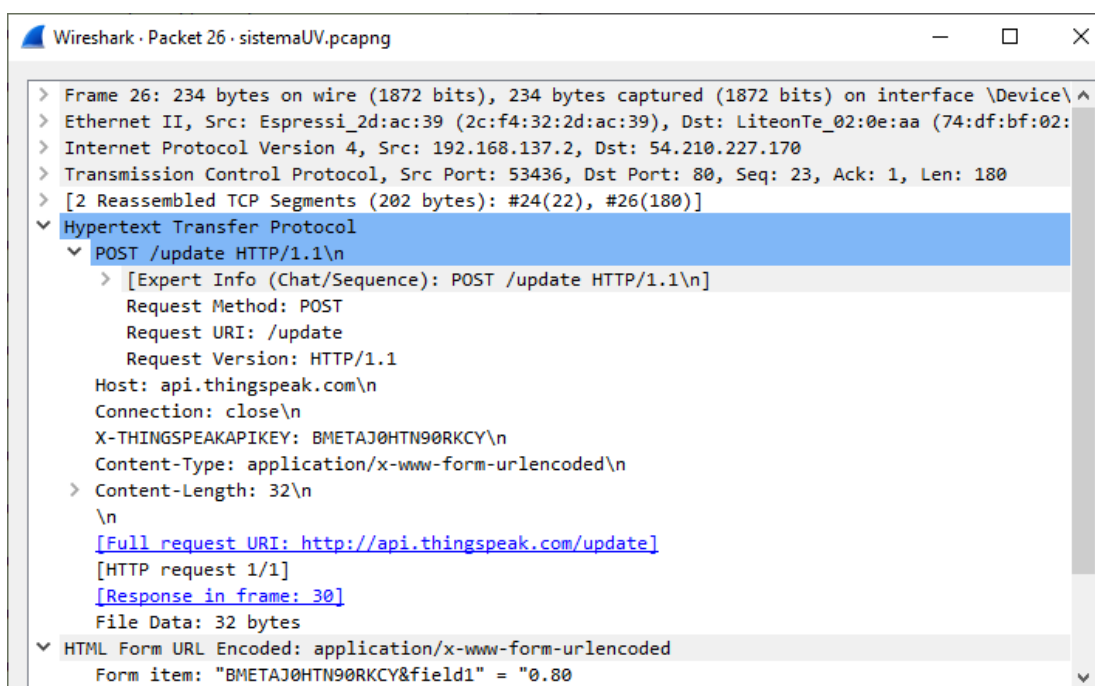 Wireshark · Packet 26 · sistemaUV.pcapng
Frame 26: 234 bytes on wire (1872 bits), 234 bytes captured (1872 bits) on interface \Device\
Ethernet II, Src: Espressi_2d:ac:39 (2c:f4:32:2d:ac:39), Dst: LiteonTe_02:0e:aa (74:df:bf:02:
Internet Protocol Version 4, Src: 192.168.137.2, Dst: 54.210.227.170
Transmission Control Protocol, Src Port: 53436, Dst Port: 80, Seq: 23, Ack: 1, Len: 180
[2 Reassembled TCP Segments (202 bytes): #24(22), #26(180)]
Hypertext Transfer Protocol
POST /update HTTP/1.1\n
[Expert Info (Chat/Sequence): POST /update HTTP/1.1\n]
Request Method: POST
Request URI: /update
Request Version: HTTP/1.1
Host: api.thingspeak.com\n
Connection: close\n
X-THINGSPEAKAPIKEY: BMETAJ0HTN90RKCY\n
Content-Type: application/x-www-form-urlencoded\n
Content-Length: 32\n
\n
[Full request URI: http://api.thingspeak.com/update]
[HTTP request 1/1]
[Response in frame: 30]
File Data: 32 bytes
HTML Form URL Encoded: application/x-www-form-urlencoded
Form item: "BMETAJ0HTN90RKCY&field1" = "0.80